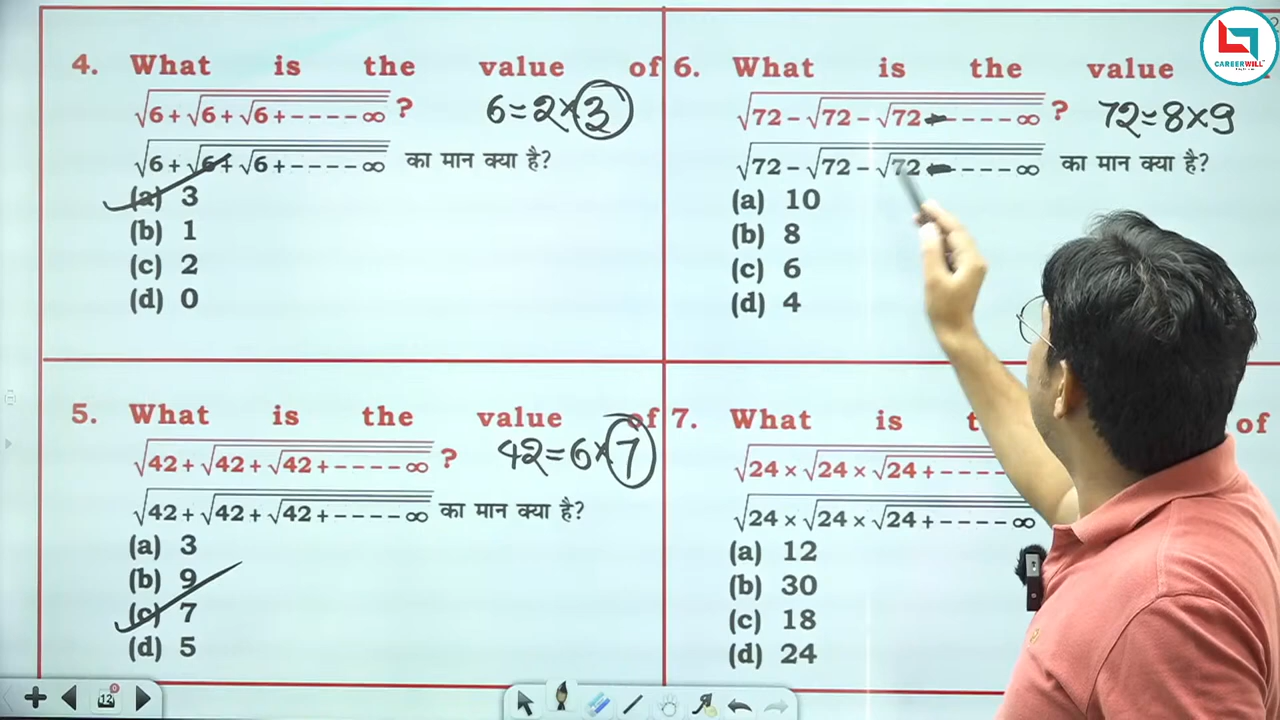 4. What is the value of
√6 + √6 + √6 + - - - - ∞ ?
6=2×3
√6 + √6 + √6 + - - - - ∞ का मान क्या है?
(a) 3
(b) 1
(c) 2
(d) 0
5. What is the value of
√42 + √42 + √42 + - - - - ∞ ?
42=6×7
√42 + √42 + √42 + - - - - ∞ का मान क्या है?
(a) 3
(b) 9
(c) 7
(d) 5
6. What is the value
√72 − √72 − √72 - - - - ∞ ?
72=8×9
√72 − √72 − √72 - - - - ∞ का मान क्या है?
(a) 10
(b) 8
(c) 6
(d) 4
7. What is of
√24 × √24 × √24 + - - - -
√24 × √24 × √24 + - - - - ∞
(a) 12
(b) 30
(c) 18
(d) 24
CAREERWILL
12